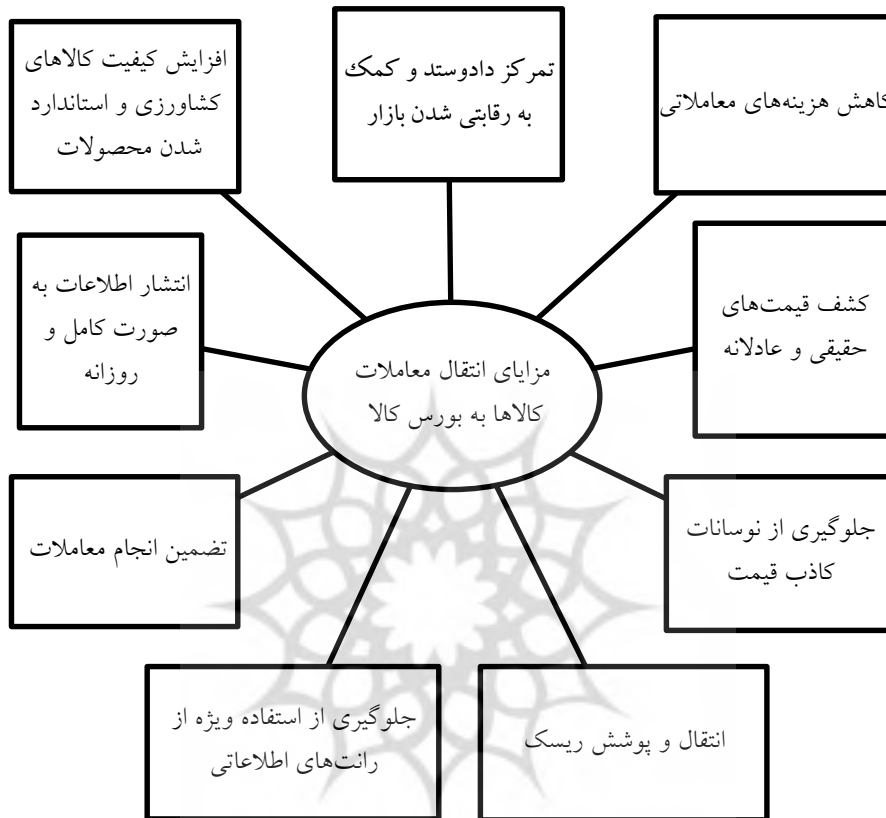 تمرکز دادوستد و کمک
به رقابتی شدن بازار
کاهش هزینه‌های معاملاتی
کشف قیمت‌های
حقیقی و عادلانه
جلوگیری از نوسانات
کاذب قیمت
انتقال و پوشش ریسک
جلوگیری از استفاده ویژه از
رانت‌های اطلاعاتی
تضمین انجام معاملات
انتشار اطلاعات به
صورت کامل و
روزانه
افزایش کیفیت کالاهای
کشاورزی و استاندارد
شدن محصولات
مزایای انتقال معاملات
کالاها به بورس کالا